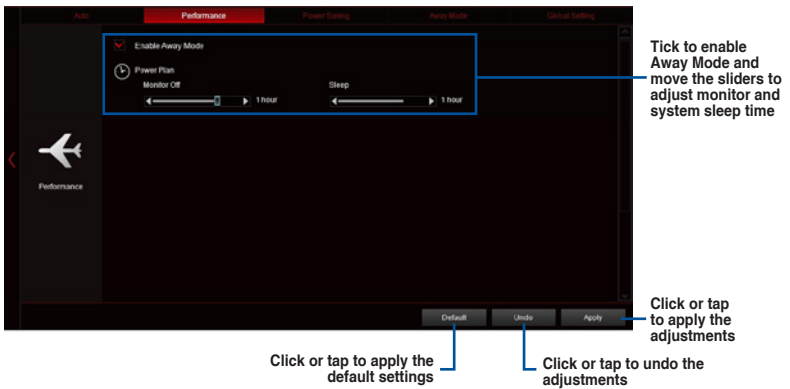 Auto
Performance
Power Saving
Away Mode
Global Setting
Enable Away Mode
Power Plan
Monitor Off
Sleep
1 hour
1 hour
Performance
Tick to enable
Away Mode and
move the sliders to
adjust monitor and
system sleep time
Default
Undo
Apply
Click or tap
to apply the
adjustments
Click or tap to apply the
default settings
Click or tap to undo the
adjustments